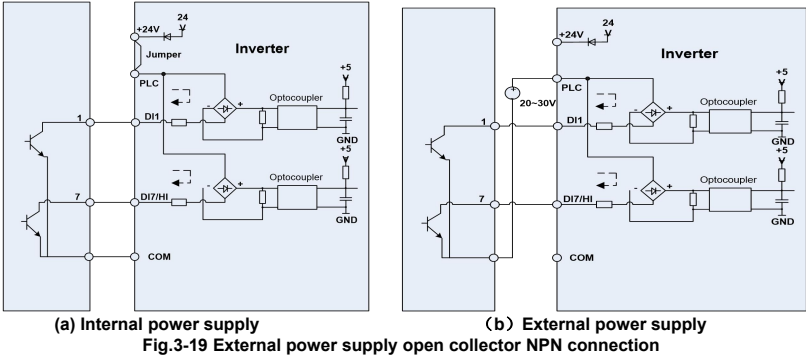 24
+24V
Jumper
Inverter
PLC
+5
Optocoupler
- +
1
DI1
GND
+5
Optocoupler
- +
7
DI7/HI
GND
COM
24
+24V
Inverter
PLC
20~30V
+5
Optocoupler
- +
1
DI1
GND
+5
Optocoupler
- +
7
DI7/HI
GND
COM
(a) Internal power supply
（b）External power supply
Fig.3-19 External power supply open collector NPN connection